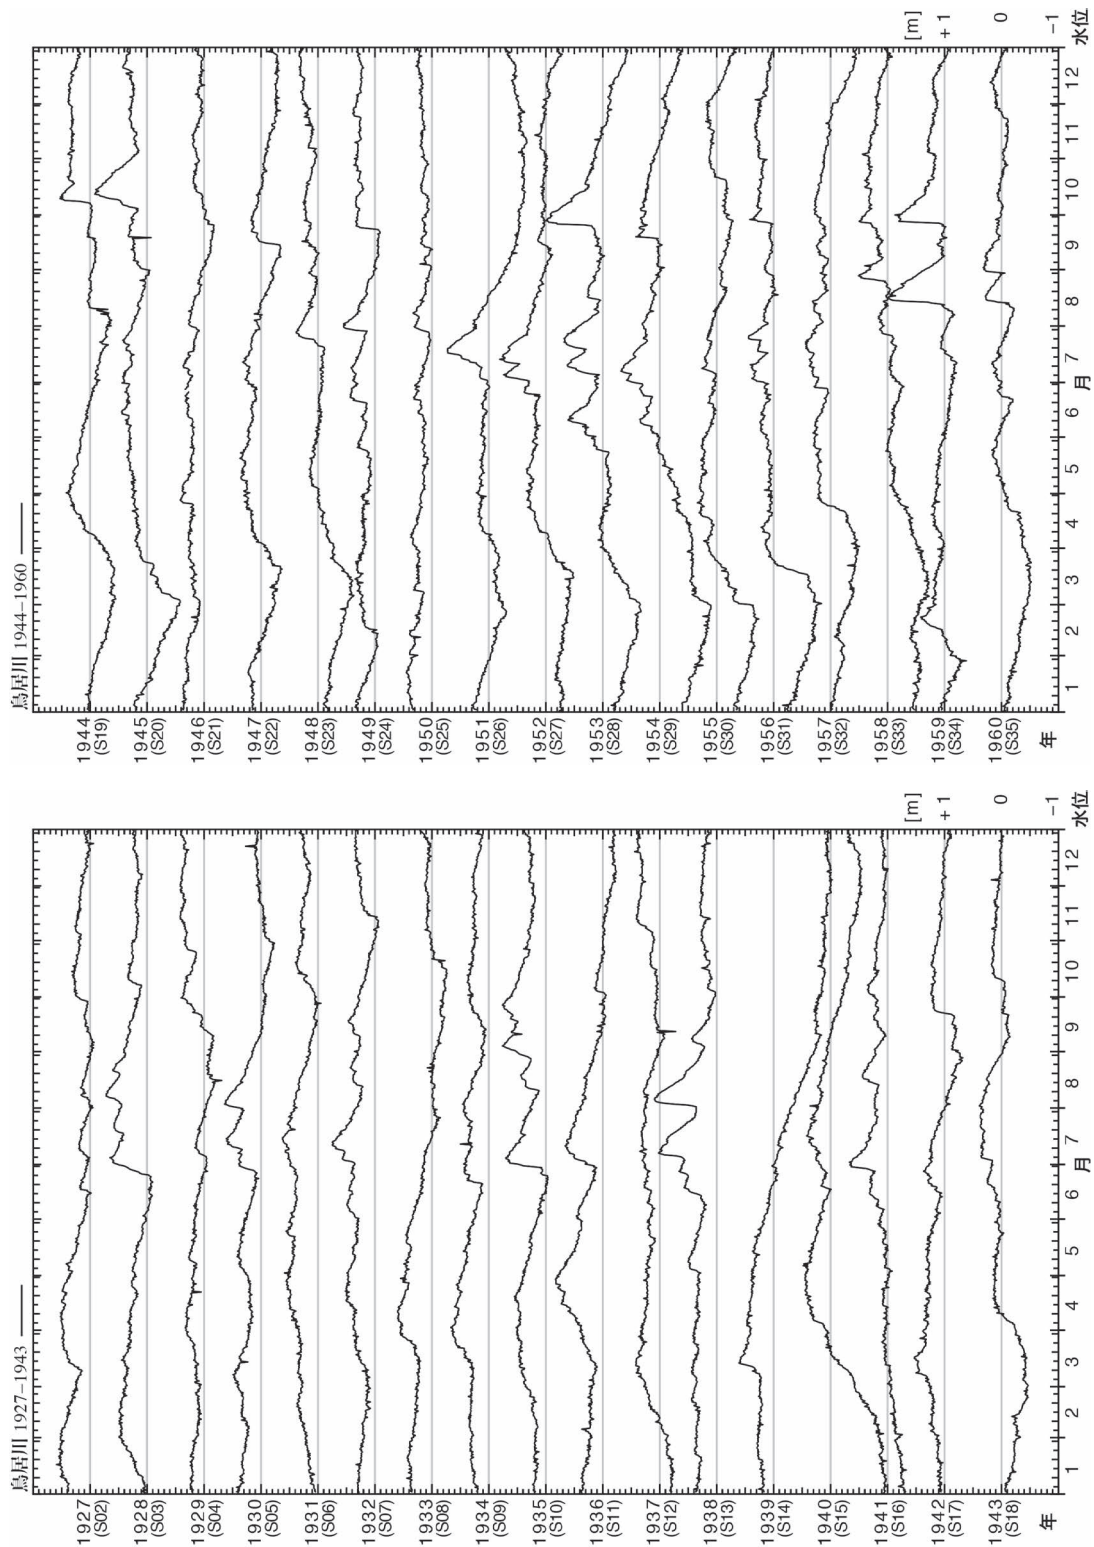 鳥居川 1927–1943
1927
(S02)
1928
(S03)
1929
(S04)
1930
(S05)
1931
(S06)
1932
(S07)
1933
(S08)
1934
(S09)
1935
(S10)
1936
(S11)
1937
(S12)
1938
(S13)
1939
(S14)
1940
(S15)
1941
(S16)
1942
(S17)
1943
(S18)
[m]
+1
0
−1
年
1 2 3 4 5 6 7 8 9 10 11 12
月
水位
鳥居川 1944–1960
1944
(S19)
1945
(S20)
1946
(S21)
1947
(S22)
1948
(S23)
1949
(S24)
1950
(S25)
1951
(S26)
1952
(S27)
1953
(S28)
1954
(S29)
1955
(S30)
1956
(S31)
1957
(S32)
1958
(S33)
1959
(S34)
1960
(S35)
[m]
+1
0
−1
年
1 2 3 4 5 6 7 8 9 10 11 12
月
水位